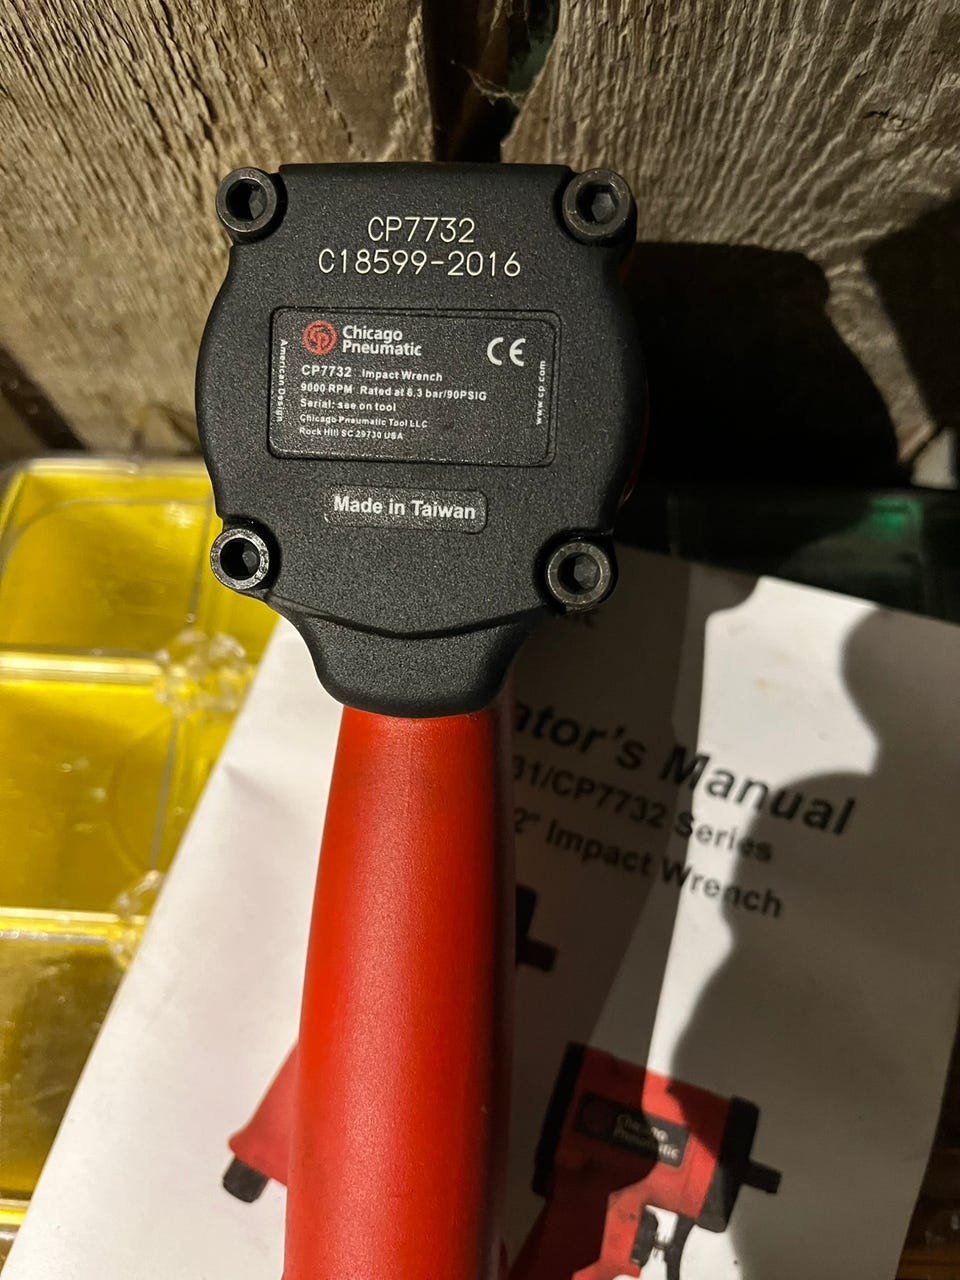 CP7732
C18599-2016
Chicago
Pneumatic
CE
CP7732 Impact Wrench
9000 RPM Rated at 6.3 bar/90PSIG
Serial: see on tool
Chicago Pneumatic Tool LLC
Rock Hill SC 29730 USA
American Design
www.cp.com
Made in Taiwan
ator's Manual
31/CP7732 Series
2" Impact Wrench
Chicago
Pneumatic